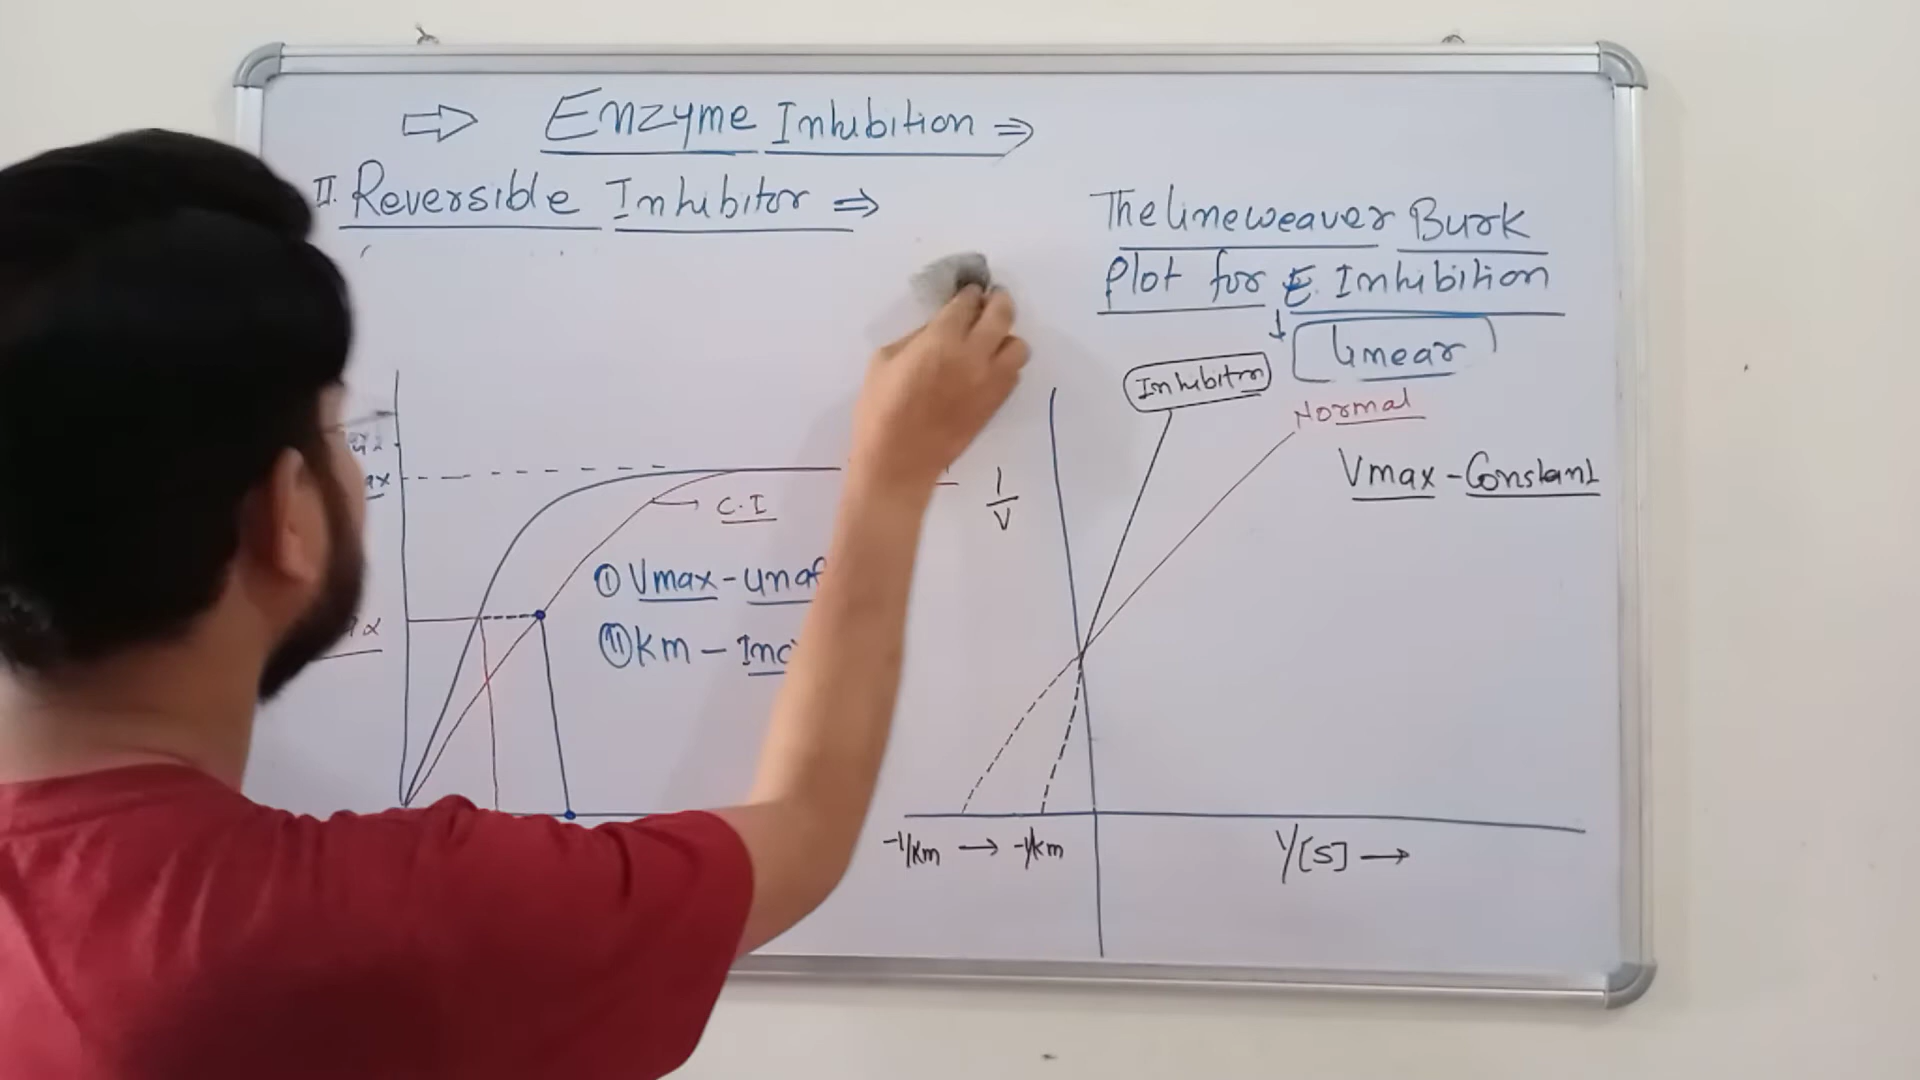 ⇒ Enzyme Inhibition ⇒
II. Reversible Inhibitor ⇒
The lineweaver Burk
Plot for E. Inhibition
↓ linear
Inhibitor
Normal
Vmax - Constant
C.I
1/V
① Vmax - Unaf
② Km - Inc
-1/Km → -1/Km
1/[S] →